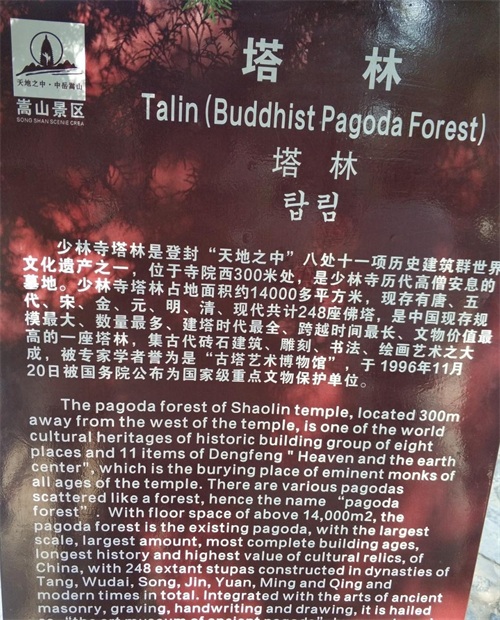 天地之中·中岳嵩山
嵩山景区
SONG SHAN SCENIC CREA
塔 林
Talin (Buddhist Pagoda Forest)
塔 林
탑림
少林寺塔林是登封“天地之中”八处十一项历史建筑群世界
文化遗产之一，位于寺院西300米处，是少林寺历代高僧安息的
墓地。少林寺塔林占地面积约14000多平方米，现存有唐、五
代、宋、金、元、明、清、现代共计248座佛塔，是中国现存规
模最大、数量最多、建塔时代最全、跨越时间最长、文物价值最
高的一座塔林，集古代砖石建筑、雕刻、书法、绘画艺术之大
成，被专家学者誉为是“古塔艺术博物馆”，于1996年11月
20日被国务院公布为国家级重点文物保护单位。
The pagoda forest of Shaolin temple, located 300m
away from the west of the temple, is one of the world
cultural heritages of historic building group of eight
places and 11 items of Dengfeng " Heaven and the earth
center", which is the burying place of eminent monks of
all ages of the temple. There are various pagodas
scattered like a forest, hence the name “pagoda
forest”. With floor space of above 14,000m2, the
pagoda forest is the existing pagoda, with the largest
scale, largest amount, most complete building ages,
longest history and highest value of cultural relics, of
China, with 248 extant stupas constructed in dynasties of
Tang, Wudai, Song, Jin, Yuan, Ming and Qing and
modern times in total. Integrated with the arts of ancient
masonry, graving, handwriting and drawing, it is hailed
as “the art museum of ancient pagoda”